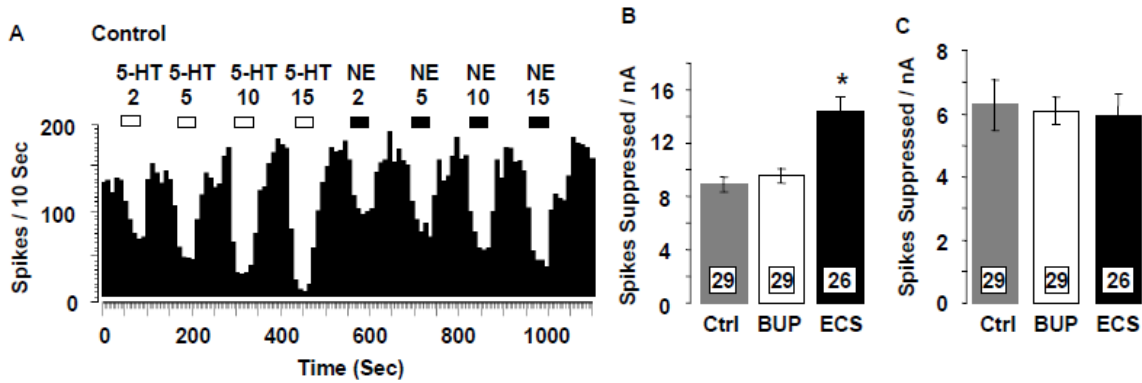 A Control
5-HT 5-HT 5-HT 5-HT NE NE NE NE
2 5 10 15 2 5 10 15
200
100
0
Spikes / 10 Sec
0 200 400 600 800 1000
Time (Sec)
B
*
16
12
8
4
0
Spikes Suppressed / nA
29 29 26
Ctrl BUP ECS
C
8
6
4
2
0
Spikes Suppressed / nA
29 29 26
Ctrl BUP ECS